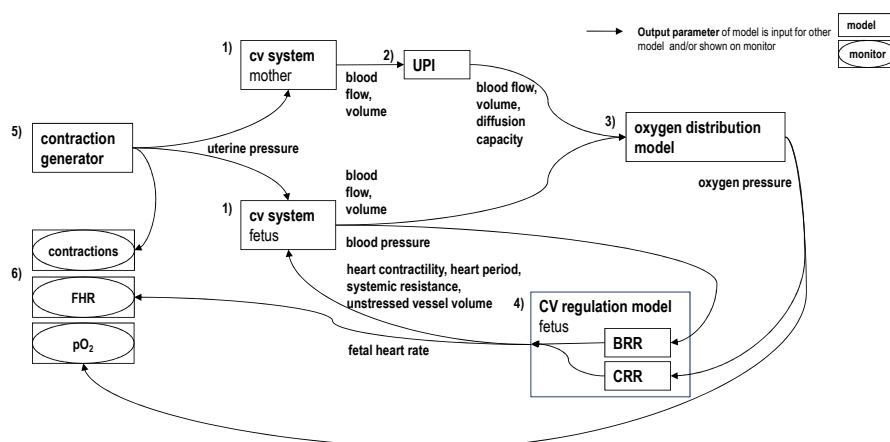 Output parameter of model is input for other
model and/or shown on monitor
model
monitor
1)
cv system
mother
2)
UPI
blood
flow,
volume
blood flow,
volume,
diffusion
capacity
3)
oxygen distribution
model
oxygen pressure
5)
contraction
generator
uterine pressure
blood
flow,
volume
1)
cv system
fetus
blood pressure
contractions
6)
FHR
pO₂
heart contractility, heart period,
systemic resistance,
unstressed vessel volume
fetal heart rate
4)
CV regulation model
fetus
BRR
CRR